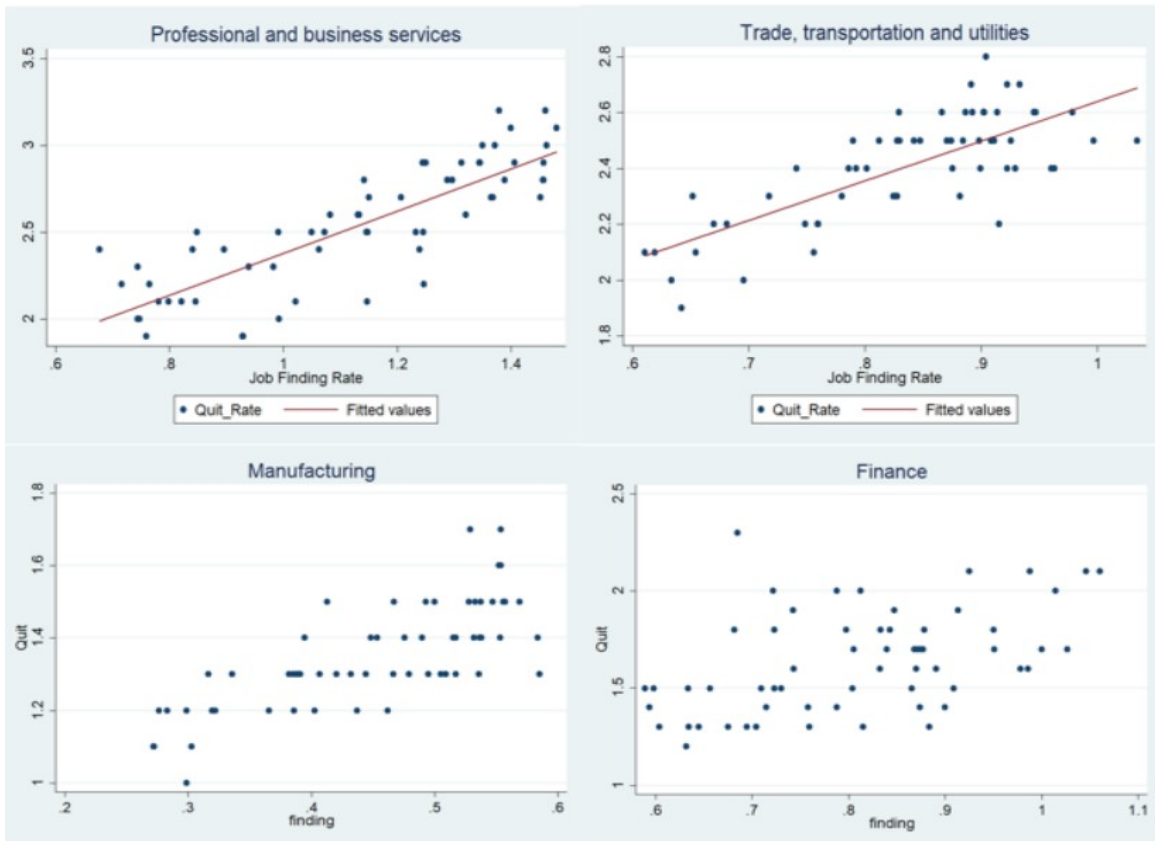 Professional and business services
3.5
3
2.5
2
.6 .8 1 1.2 1.4
Job Finding Rate
Quit_Rate Fitted values
Trade, transportation and utilities
2.8
2.6
2.4
2.2
2
1.8
.6 .7 .8 .9 1
Job Finding Rate
Quit_Rate Fitted values
Manufacturing
1.8
1.6
Quit
1.4
1.2
1
.2 .3 .4 .5 .6
finding
Finance
2.5
2
Quit
1.5
1
.6 .7 .8 .9 1 1.1
finding